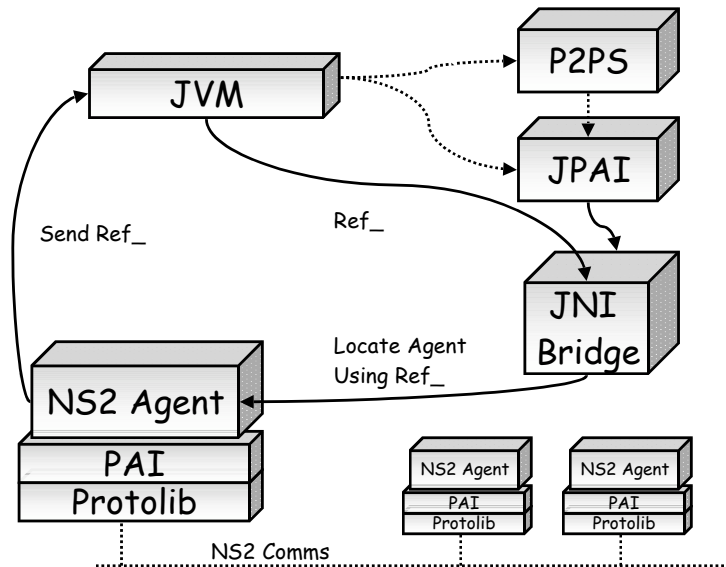 P2PS
JVM
JPAI
Send Ref_
Ref_
JNI
Bridge
Locate Agent
Using Ref_
NS2 Agent
PAI
Protolib
NS2 Agent
PAI
Protolib
NS2 Agent
PAI
Protolib
NS2 Comms